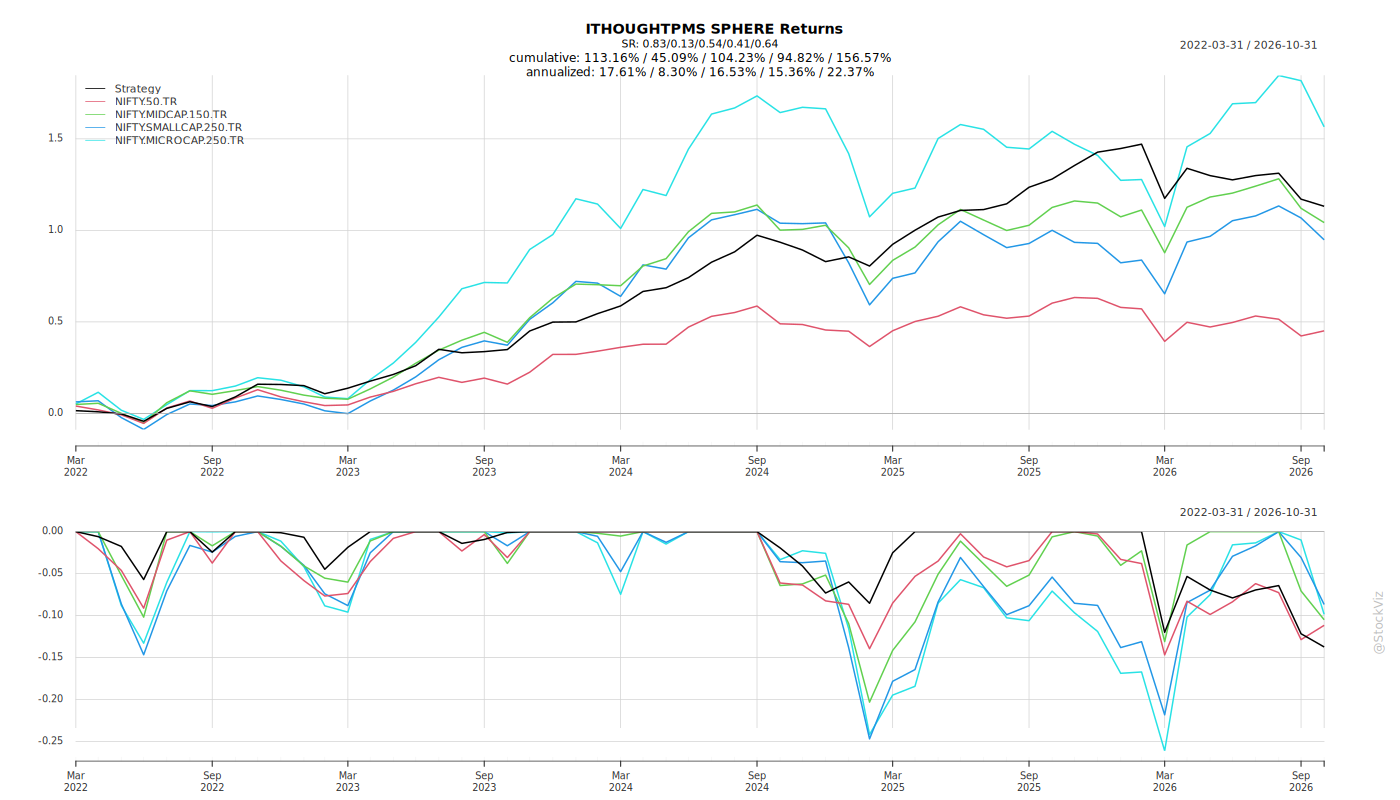 ITHOUGHTPMS SPHERE Returns
SR: 0.83/0.13/0.54/0.41/0.64
cumulative: 113.16% / 45.09% / 104.23% / 94.82% / 156.57%
annualized: 17.61% / 8.30% / 16.53% / 15.36% / 22.37%
2022-03-31 / 2026-10-31
Strategy
NIFTY.50.TR
NIFTY.MIDCAP.150.TR
NIFTY.SMALLCAP.250.TR
NIFTY.MICROCAP.250.TR
1.5
1.0
0.5
0.0
Mar Sep Mar Sep Mar Sep Mar Sep Mar Sep
2022 2022 2023 2023 2024 2024 2025 2025 2026 2026
2022-03-31 / 2026-10-31
0.00
-0.05
-0.10
-0.15
-0.20
-0.25
Mar Sep Mar Sep Mar Sep Mar Sep Mar Sep
2022 2022 2023 2023 2024 2024 2025 2025 2026 2026
@StockViz